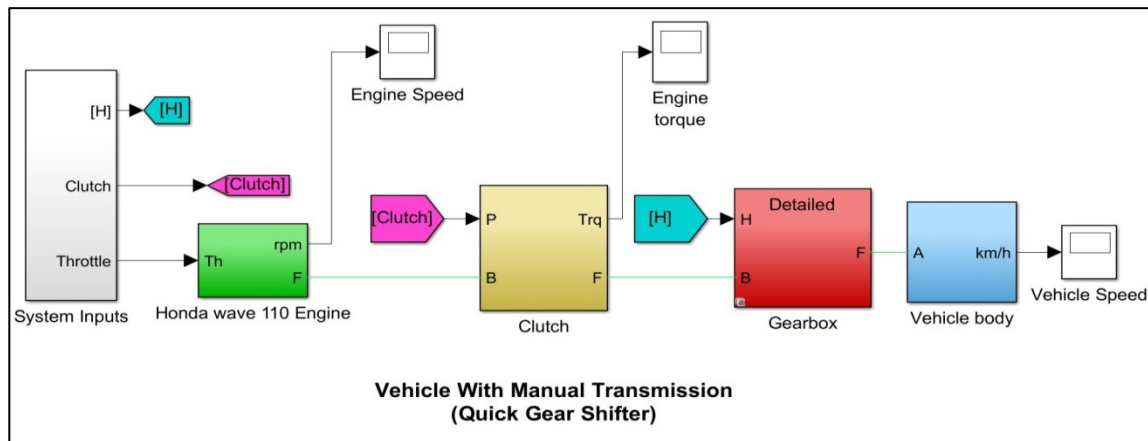 Engine Speed
Engine
torque
[H]
[H]
Clutch
[Clutch]
Throttle
System Inputs
Th
rpm
F
Honda wave 110 Engine
[Clutch]
P
Trq
B
F
Clutch
[H]
Detailed
H
F
B
Gearbox
A
km/h
Vehicle body
Vehicle Speed
Vehicle With Manual Transmission
(Quick Gear Shifter)